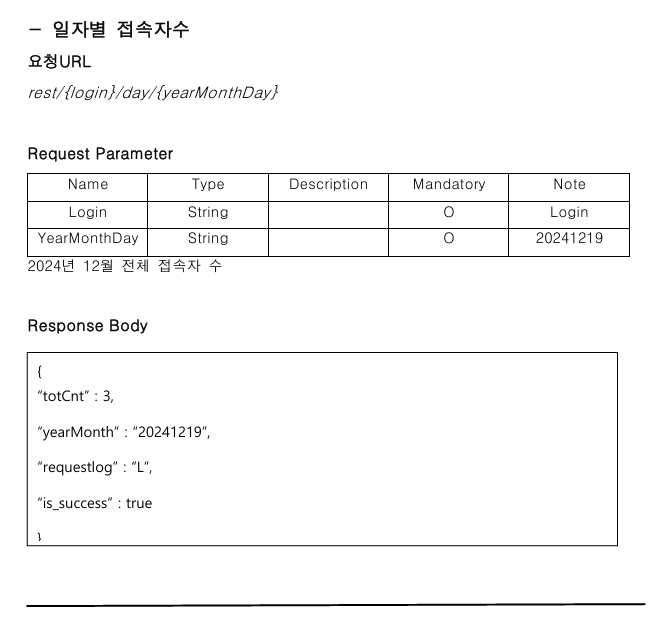 – 일자별 접속자수
요청URL
rest/{login}/day/{yearMonthDay}
Request Parameter
Name Type Description Mandatory Note
Login String O Login
YearMonthDay String O 20241219
2024년 12월 전체 접속자 수
Response Body
{
“totCnt” : 3,
“yearMonth” : “20241219”,
“requestlog” : “L”,
“is_success” : true
}